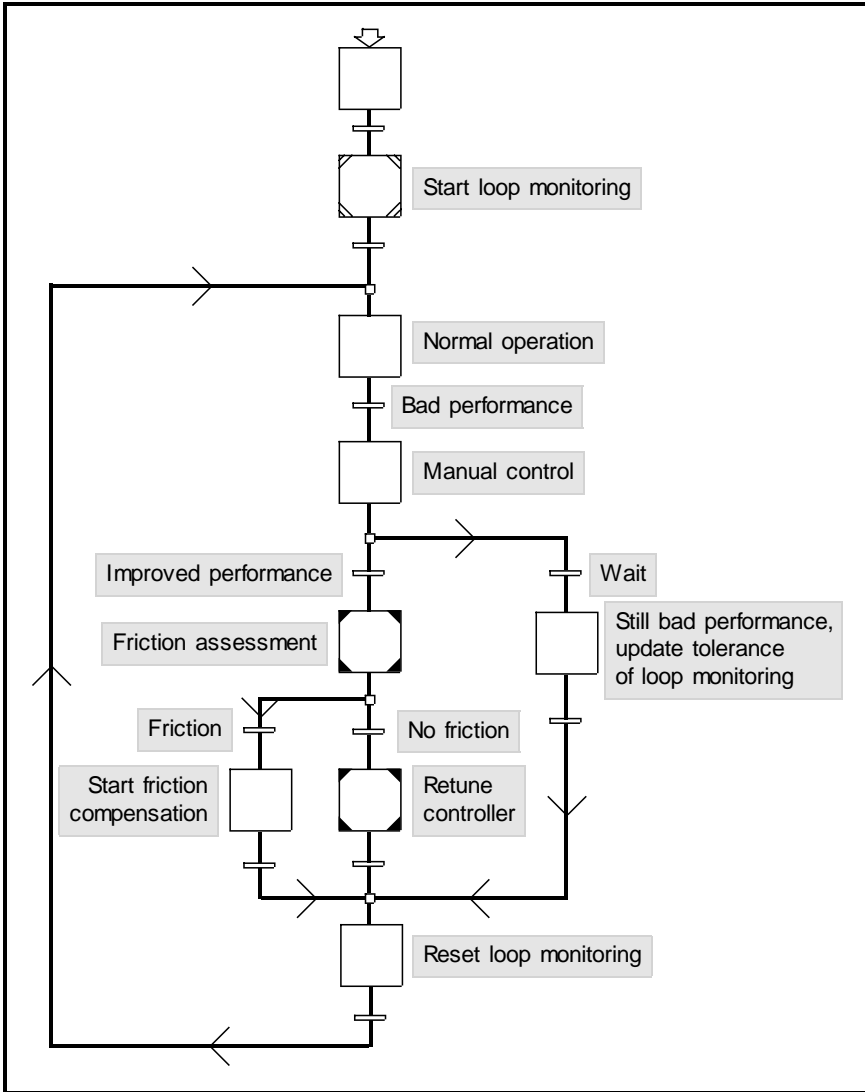 Start loop monitoring
Normal operation
Bad performance
Manual control
Improved performance
Wait
Friction assessment
Still bad performance,
update tolerance
of loop monitoring
Friction
No friction
Start friction
compensation
Retune
controller
Reset loop monitoring